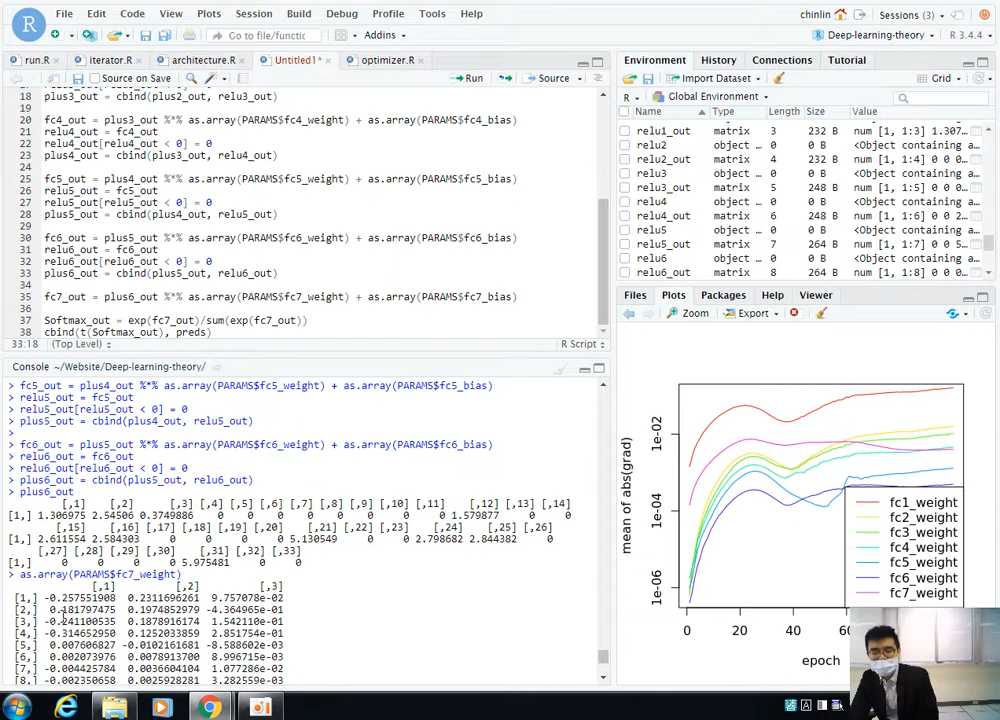 File Edit Code View Plots Session Build Debug Profile Tools Help
chinlin Sessions (3)
Go to file/functic Addins
Deep-learning-theory R 3.4.4
run.R iterator.R architecture.R Untitled1* optimizer.R
Source on Save Run Source
18 plus3_out = cbind(plus2_out, relu3_out)
19
20 fc4_out = plus3_out %*% as.array(PARAMS$fc4_weight) + as.array(PARAMS$fc4_bias)
21 relu4_out = fc4_out
22 relu4_out[relu4_out < 0] = 0
23 plus4_out = cbind(plus3_out, relu4_out)
24
25 fc5_out = plus4_out %*% as.array(PARAMS$fc5_weight) + as.array(PARAMS$fc5_bias)
26 relu5_out = fc5_out
27 relu5_out[relu5_out < 0] = 0
28 plus5_out = cbind(plus4_out, relu5_out)
29
30 fc6_out = plus5_out %*% as.array(PARAMS$fc6_weight) + as.array(PARAMS$fc6_bias)
31 relu6_out = fc6_out
32 relu6_out[relu6_out < 0] = 0
33 plus6_out = cbind(plus5_out, relu6_out)
34
35 fc7_out = plus6_out %*% as.array(PARAMS$fc7_weight) + as.array(PARAMS$fc7_bias)
36
37 Softmax_out = exp(fc7_out)/sum(exp(fc7_out))
38 cbind(t(Softmax_out), preds)
33:18 (Top Level) R Script
Console ~/Website/Deep-learning-theory/
> fc5_out = plus4_out %*% as.array(PARAMS$fc5_weight) + as.array(PARAMS$fc5_bias)
> relu5_out = fc5_out
> relu5_out[relu5_out < 0] = 0
> plus5_out = cbind(plus4_out, relu5_out)
>
> fc6_out = plus5_out %*% as.array(PARAMS$fc6_weight) + as.array(PARAMS$fc6_bias)
> relu6_out = fc6_out
> relu6_out[relu6_out < 0] = 0
> plus6_out = cbind(plus5_out, relu6_out)
> plus6_out
[,1] [,2] [,3] [,4] [,5] [,6] [,7] [,8] [,9] [,10] [,11] [,12] [,13] [,14]
[1,] 1.306975 2.54505 0.3749886 0 0 0 0 0 0 0 1.579877 0 0 0
[,15] [,16] [,17] [,18] [,19] [,20] [,21] [,22] [,23] [,24] [,25] [,26]
[1,] 2.611554 2.584303 0 0 0 0 5.130549 0 0 2.798682 2.844382 0
[,27] [,28] [,29] [,30] [,31] [,32] [,33]
[1,] 0 0 0 0 5.975481 0 0
> as.array(PARAMS$fc7_weight)
[,1] [,2] [,3]
[1,] -0.257551908 0.2311696261 9.757078e-02
[2,] 0.181797475 0.1974852979 -4.364965e-01
[3,] -0.241100535 0.1878916174 1.542110e-01
[4,] -0.314652950 0.1252033859 2.851754e-01
[5,] 0.007606827 -0.0102161681 -8.588602e-03
[6,] 0.002073976 0.0078913700 8.996715e-03
[7,] -0.004425784 0.0036604104 1.077286e-02
[8,] -0.002350658 0.0025928281 3.282559e-03
Environment History Connections Tutorial
Import Dataset Grid
R Global Environment
Name Type Length Size Value
relu1_out matrix 3 232 B num [1, 1:3] 1.307…
relu2 object … 0 0 B <Object containing a…
relu2_out matrix 4 232 B num [1, 1:4] 0 0 0…
relu3 object … 0 0 B <Object containing a…
relu3_out matrix 5 248 B num [1, 1:5] 0 0 0…
relu4 object … 0 0 B <Object containing a…
relu4_out matrix 6 248 B num [1, 1:6] 0 0 2…
relu5 object … 0 0 B <Object containing a…
relu5_out matrix 7 264 B num [1, 1:7] 0 0 5…
relu6 object … 0 0 B <Object containing a…
relu6_out matrix 8 264 B num [1, 1:8] 0 0 0…
Files Plots Packages Help Viewer
Zoom Export
mean of abs(grad)
1e-02
1e-04
1e-06
0 20 40 60
epoch
fc1_weight
fc2_weight
fc3_weight
fc4_weight
fc5_weight
fc6_weight
fc7_weight